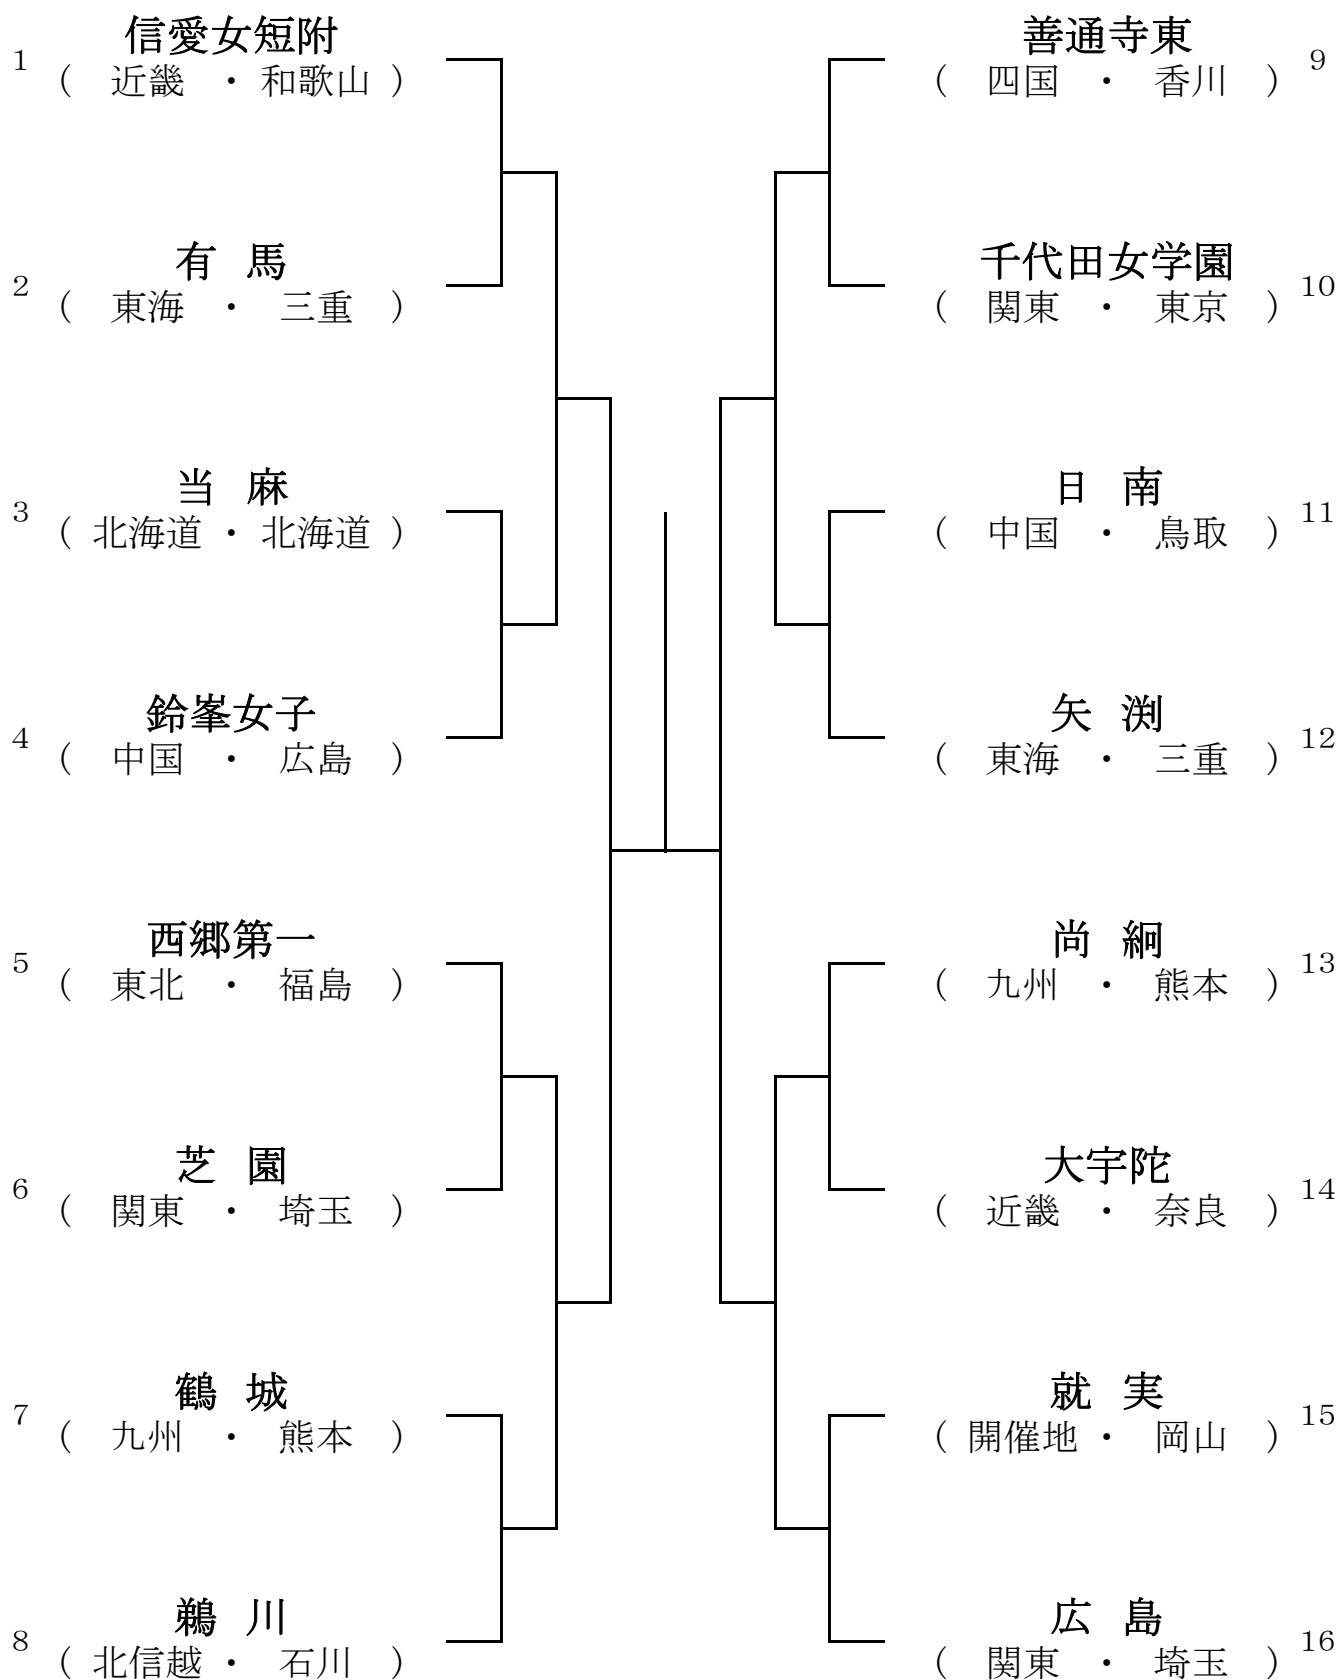 1
信愛女短附
( 近畿 ・ 和歌山 )
2
有 馬
( 東海 ・ 三重 )
3
当 麻
( 北海道 ・ 北海道 )
4
鈴峯女子
( 中国 ・ 広島 )
5
西郷第一
( 東北 ・ 福島 )
6
芝 園
( 関東 ・ 埼玉 )
7
鶴 城
( 九州 ・ 熊本 )
8
鵜 川
( 北信越 ・ 石川 )
善通寺東
( 四国 ・ 香川 )
9
千代田女学園
( 関東 ・ 東京 )
10
日 南
( 中国 ・ 鳥取 )
11
矢 渕
( 東海 ・ 三重 )
12
尚 絅
( 九州 ・ 熊本 )
13
大宇陀
( 近畿 ・ 奈良 )
14
就 実
( 開催地 ・ 岡山 )
15
広 島
( 関東 ・ 埼玉 )
16